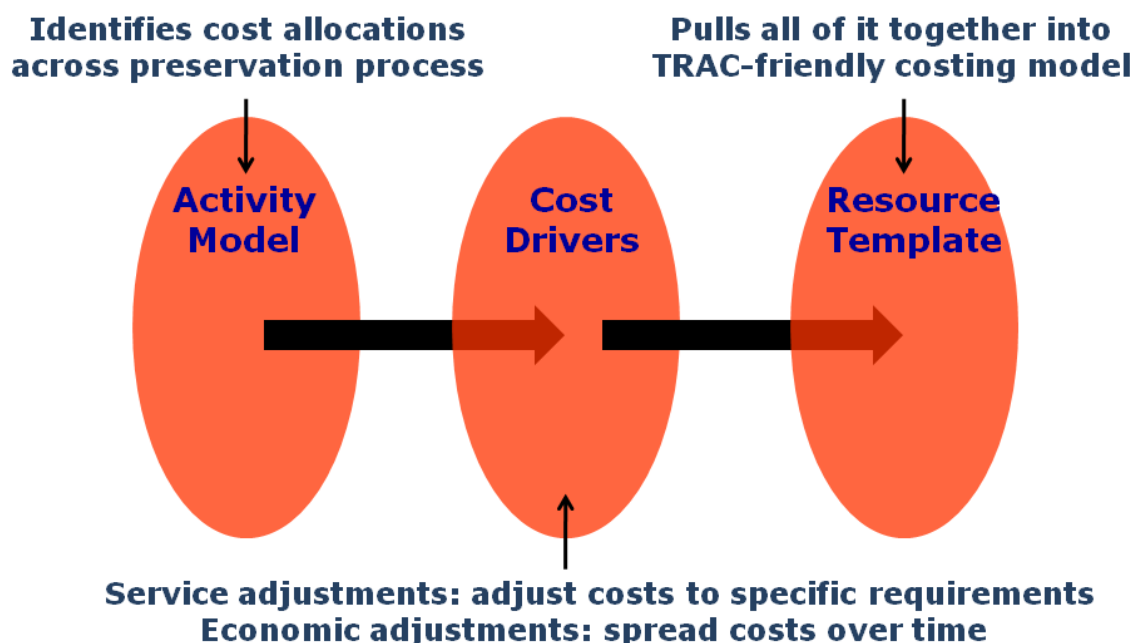 Identifies cost allocations
across preservation process
Pulls all of it together into
TRAC-friendly costing model
Activity
Model
Cost
Drivers
Resource
Template
Service adjustments: adjust costs to specific requirements
Economic adjustments: spread costs over time